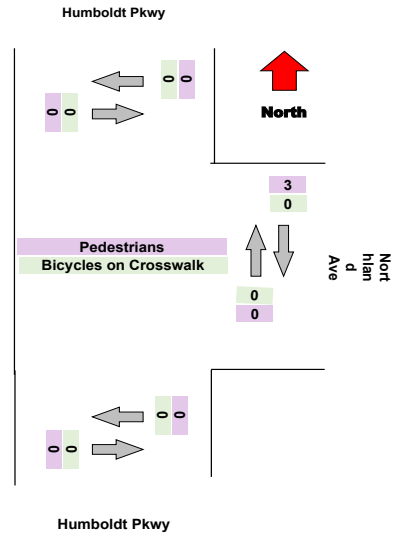 Humboldt Pkwy
0 0
0 0
North
3
0
Pedestrians
Bicycles on Crosswalk
Nort
hlan
d
Ave
0
0
0 0
0 0
Humboldt Pkwy